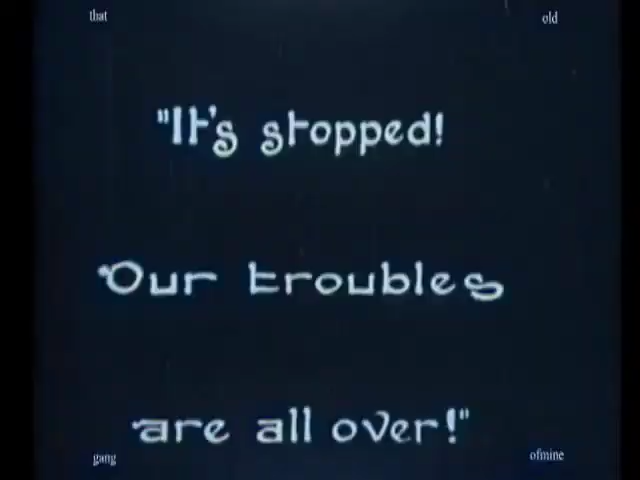 that old
"It's stopped!
Our troubles
are all over!"
gang ofmine